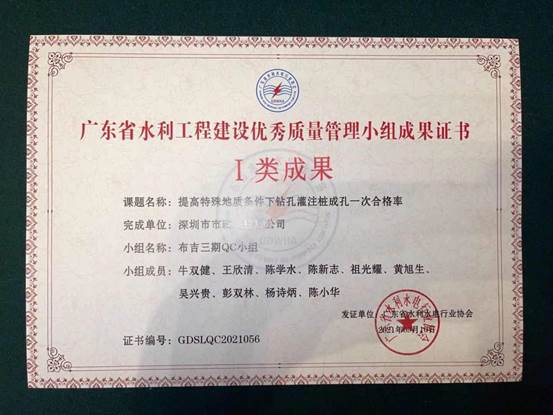 广东省水利工程建设优秀质量管理小组成果证书
I类成果
课题名称：提高特殊地质条件下钻孔灌注桩成孔一次合格率
完成单位：深圳市市政 公司
小组名称：布吉三期QC小组
小组成员：牛双健、王欣清、陈学水、陈新志、祖光耀、黄旭生、
吴兴贵、彭双林、杨诗炳、陈小华
发证单位：广东省水利水电行业协会
证书编号：GDSLQC2021056